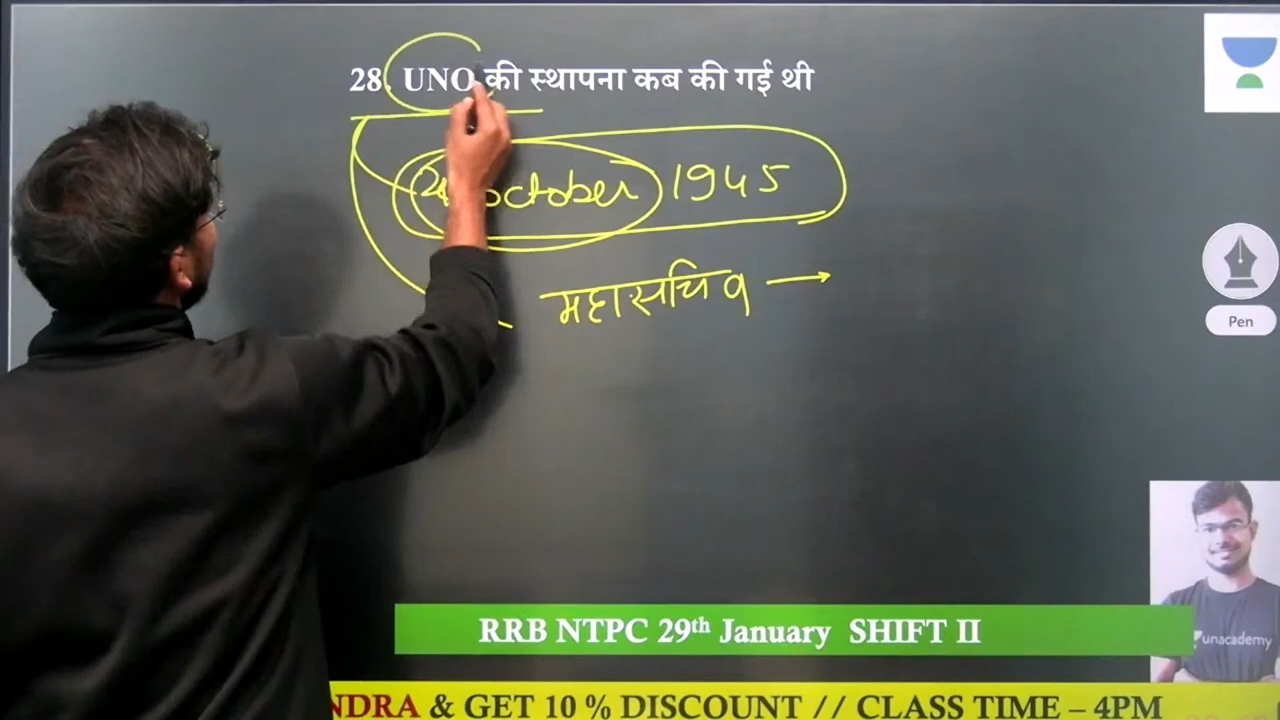 28. UNO की स्थापना कब की गई थी
october 1945
महासचिव →
Pen
unacademy
RRB NTPC 29th January SHIFT II
NDRA & GET 10 % DISCOUNT // CLASS TIME – 4PM